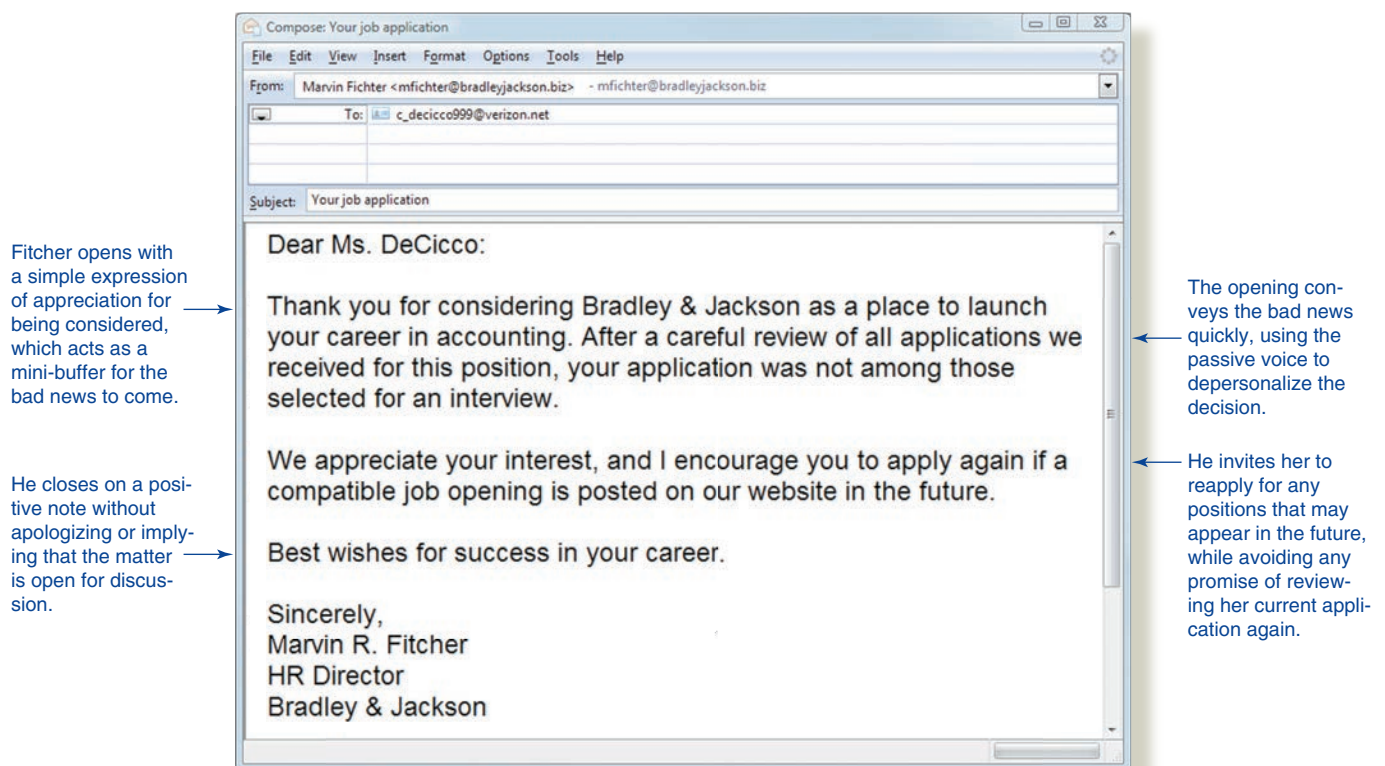 Compose: Your job application
File Edit View Insert Format Options Tools Help
From: Marvin Fichter <mfichter@bradleyjackson.biz> - mfichter@bradleyjackson.biz
To: c_decicco999@verizon.net
Subject: Your job application
Dear Ms. DeCicco:
Thank you for considering Bradley & Jackson as a place to launch
your career in accounting. After a careful review of all applications we
received for this position, your application was not among those
selected for an interview.
We appreciate your interest, and I encourage you to apply again if a
compatible job opening is posted on our website in the future.
Best wishes for success in your career.
Sincerely,
Marvin R. Fitcher
HR Director
Bradley & Jackson
Fitcher opens with
a simple expression
of appreciation for
being considered,
which acts as a
mini-buffer for the
bad news to come.
He closes on a posi-
tive note without
apologizing or imply-
ing that the matter
is open for discus-
sion.
The opening con-
veys the bad news
quickly, using the
passive voice to
depersonalize the
decision.
He invites her to
reapply for any
positions that may
appear in the future,
while avoiding any
promise of review-
ing her current appli-
cation again.